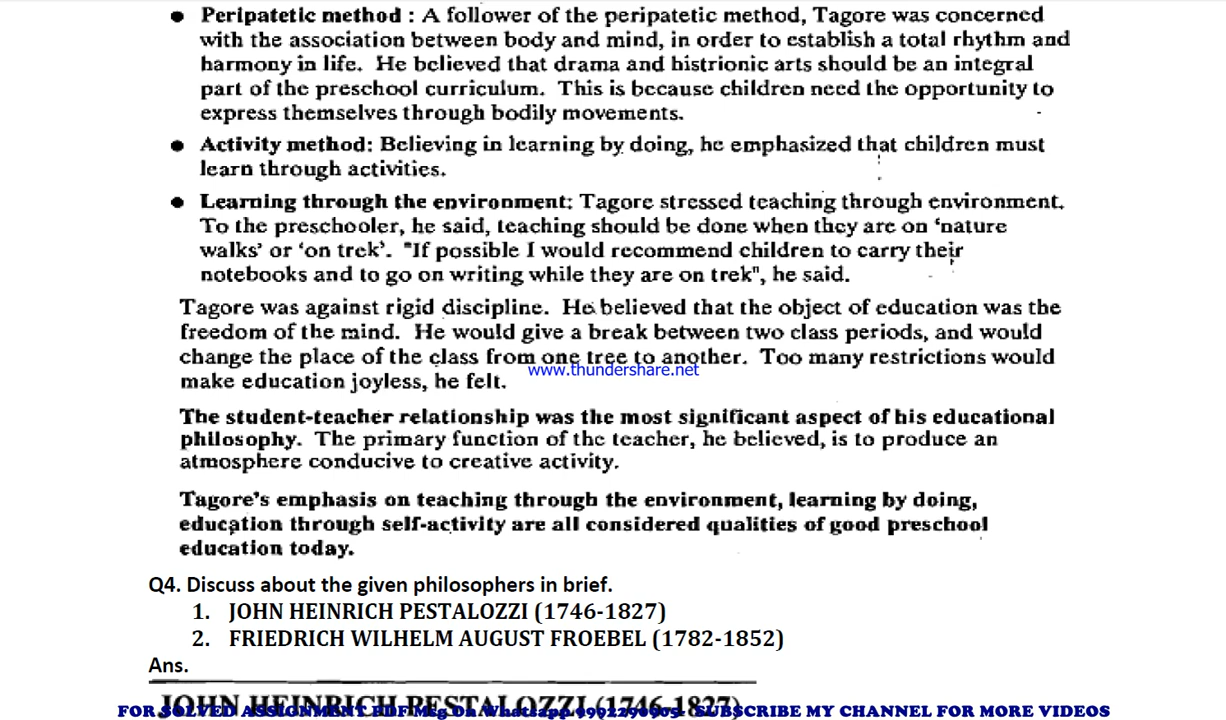 • Peripatetic method : A follower of the peripatetic method, Tagore was concerned
with the association between body and mind, in order to establish a total rhythm and
harmony in life. He believed that drama and histrionic arts should be an integral
part of the preschool curriculum. This is because children need the opportunity to
express themselves through bodily movements.
• Activity method: Believing in learning by doing, he emphasized that children must
learn through activities.
• Learning through the environment: Tagore stressed teaching through environment.
To the preschooler, he said, teaching should be done when they are on 'nature
walks' or 'on trek'. "If possible I would recommend children to carry their
notebooks and to go on writing while they are on trek", he said.
Tagore was against rigid discipline. He believed that the object of education was the
freedom of the mind. He would give a break between two class periods, and would
change the place of the class from one tree to another. Too many restrictions would
www.thundershare.net
make education joyless, he felt.
The student-teacher relationship was the most significant aspect of his educational
philosophy. The primary function of the teacher, he believed, is to produce an
atmosphere conducive to creative activity.
Tagore's emphasis on teaching through the environment, learning by doing,
education through self-activity are all considered qualities of good preschool
education today.
Q4. Discuss about the given philosophers in brief.
1. JOHN HEINRICH PESTALOZZI (1746-1827)
2. FRIEDRICH WILHELM AUGUST FROEBEL (1782-1852)
Ans.
JOHN HEINRICH PESTALOZZI (1746-1827)
FOR SOLVED ASSIGNMENT PDF Msg On Whatsapp SUBSCRIBE MY CHANNEL FOR MORE VIDEOS